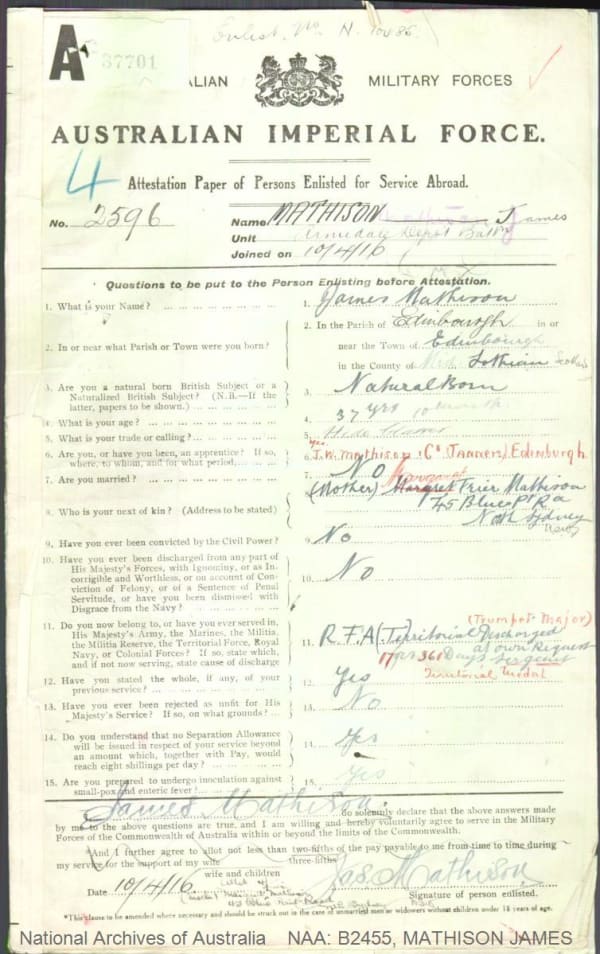 Enlist. No. N. 10486
A
37701
ALIAN MILITARY FORCES
AUSTRALIAN IMPERIAL FORCE.
4
Attestation Paper of Persons Enlisted for Service Abroad.
No. 2596 Name MATHISON James
Unit Armidale Depot Batt
Joined on 10/4/16
Questions to be put to the Person Enlisting before Attestation.
1. What is your Name? 1. James Mathison
2. In or near what Parish or Town were you born? 2. In the Parish of Edinbourgh in or
near the Town of Edinbourgh
in the County of Mid Lothian
3. Are you a natural born British Subject or a
Naturalized British Subject? (N.B.—If the
latter, papers to be shown.) 3. Natural Born
4. What is your age? 4. 37 yrs 10 months
5. What is your trade or calling? 5.
6. Are you, or have you been, an apprentice? If so,
where, to whom, and for what period. 6. yes J.W. Mathison & Co (Tanners) Edinburgh
7. Are you married? 7. No
8. Who is your next of kin? (Address to be stated) 8. (Mother) Margret Frier Mathison
45 Blues Pt Rd
North Sydney
9. Have you ever been convicted by the Civil Power? 9. No
10. Have you ever been discharged from any part of
His Majesty's Forces, with Ignominy, or as In-
corrigible and Worthless, or on account of Con-
viction of Felony, or of a Sentence of Penal
Servitude, or have you been dismissed with
Disgrace from the Navy? 10. No
11. Do you now belong to, or have you ever served in,
His Majesty's Army, the Marines, the Militia,
the Militia Reserve, the Territorial Force, Royal
Navy, or Colonial Forces? If so, state which,
and if not now serving, state cause of discharge 11. R.F.A (Territorial) Discharged
(Trumpet Major)
at own Request
17 yrs 361 Days Sergeant
Territorial Medal
12. Have you stated the whole, if any, of your
previous service? 12. Yes
13. Have you ever been rejected as unfit for His
Majesty's Service? If so, on what grounds? 13. No
14. Do you understand that no Separation Allowance
will be issued in respect of your service beyond
an amount which, together with Pay, would
reach eight shillings per day? 14. Yes
15. Are you prepared to undergo inoculation against
small-pox and enteric fever? 15. Yes
I, James Mathison do solemnly declare that the above answers made
by me to the above questions are true, and I am willing and hereby voluntarily agree to serve in the Military
Forces of the Commonwealth of Australia within or beyond the limits of the Commonwealth.
*And I further agree to allot not less than two-fifths of the pay payable to me from time to time during
three-fifths
my service for the support of my wife
wife and children
Date 10/4/16 Jas Mathison
Signature of person enlisted.
*This clause to be amended where necessary and should be struck out in the case of unmarried men or widowers without children under 18 years of age.
National Archives of Australia NAA: B2455, MATHISON JAMES